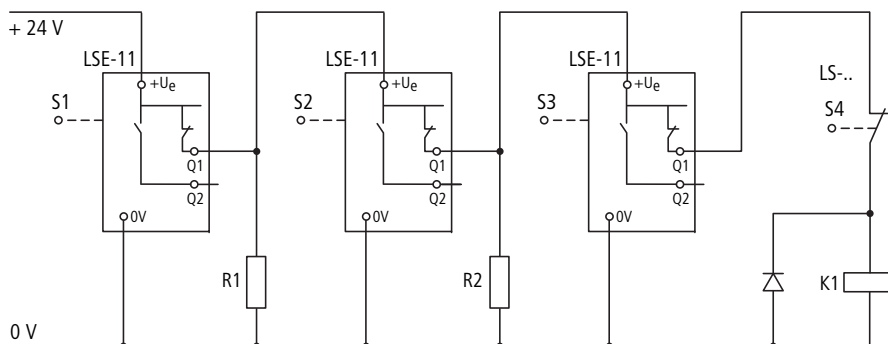 + 24 V
LSE-11
LSE-11
LSE-11
LS-..
+Ue
+Ue
+Ue
S1
S2
S3
S4
Q1
Q1
Q1
Q2
Q2
Q2
0V
0V
0V
R1
R2
K1
0 V